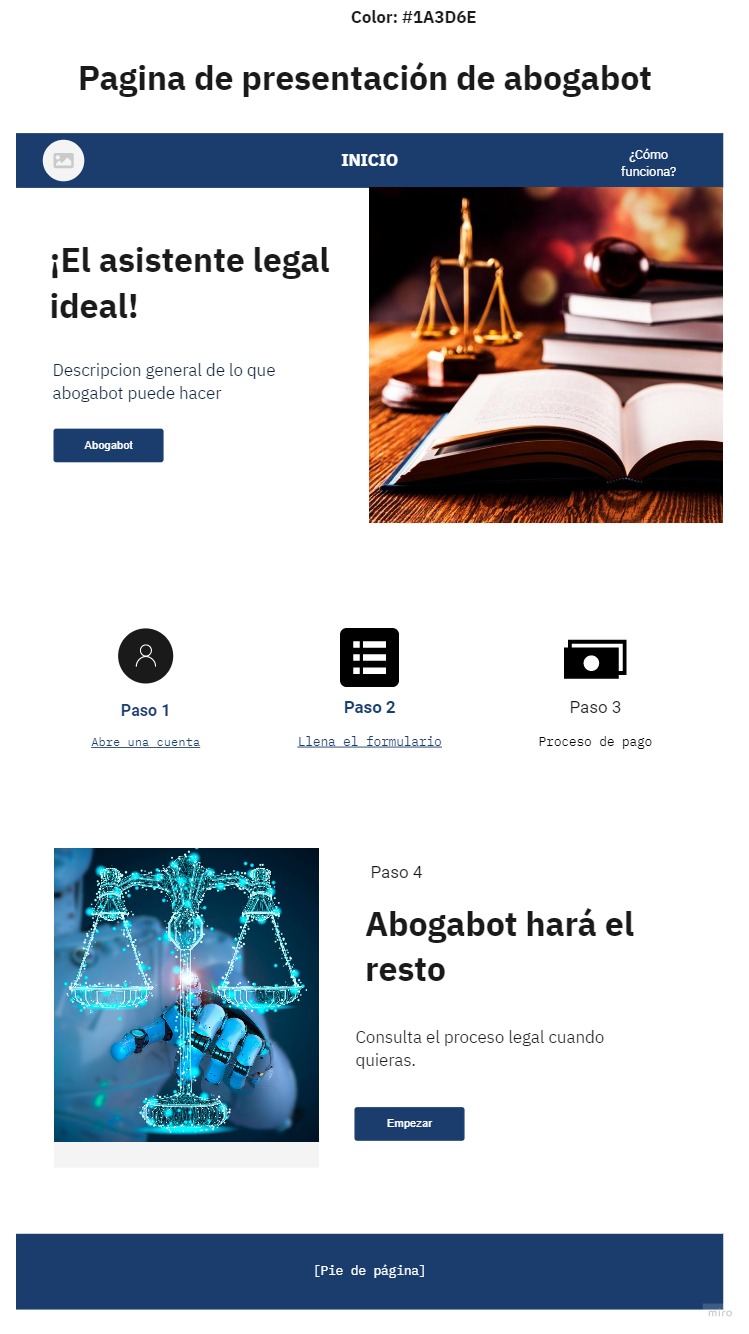 Color: #1A3D6E
Pagina de presentación de abogabot
INICIO
¿Cómo
funciona?
¡El asistente legal
ideal!
Descripcion general de lo que
abogabot puede hacer
Abogabot
Paso 1
Abre una cuenta
Paso 2
Llena el formulario
Paso 3
Proceso de pago
Paso 4
Abogabot hará el
resto
Consulta el proceso legal cuando
quieras.
Empezar
[Pie de página]
miro